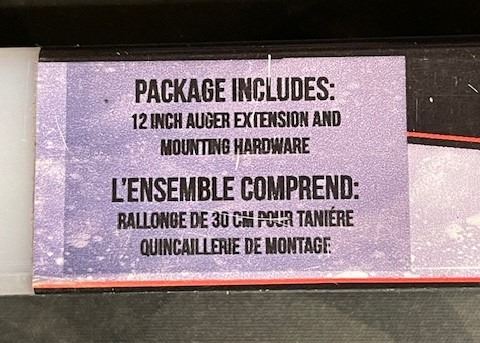 PACKAGE INCLUDES:
12 INCH AUGER EXTENSION AND
MOUNTING HARDWARE
L'ENSEMBLE COMPREND:
RALLONGE DE 30 CM POUR TANIÉRE
QUINCAILLERIE DE MONTAGE